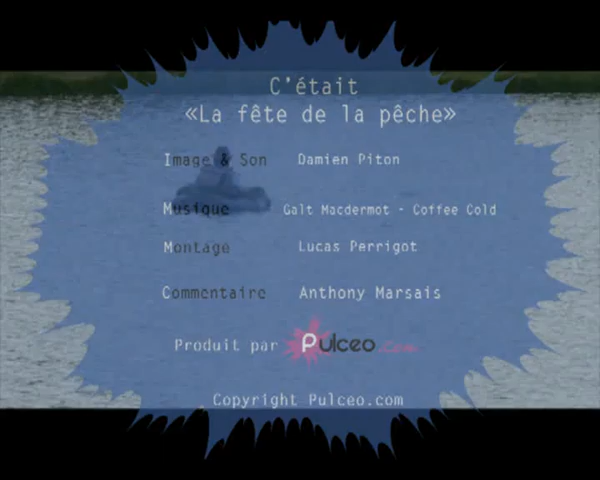 C'était
«La fête de la pêche»
Image & Son Damien Piton
Musique Galt Macdermot - Coffee Cold
Montage Lucas Perrigot
Commentaire Anthony Marsais
Produit par Pulceo.com
Copyright Pulceo.com